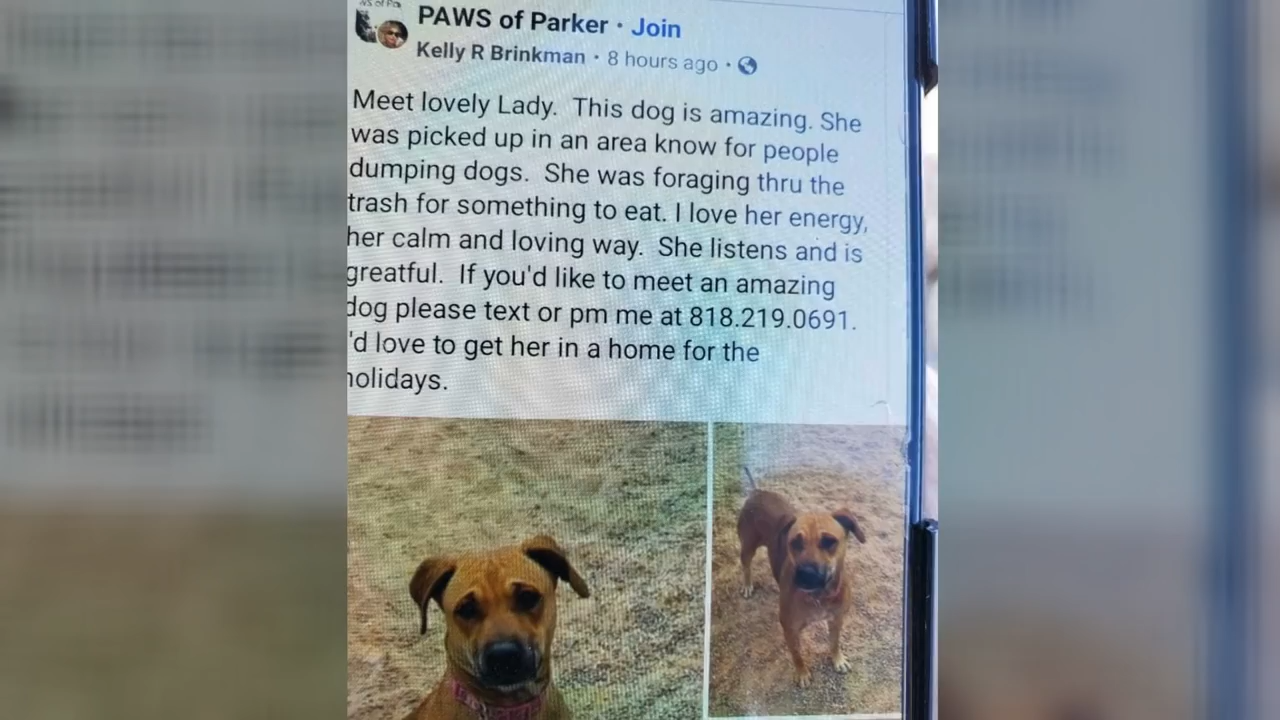 PAWS of Parker · Join
Kelly R Brinkman · 8 hours ago ·
Meet lovely Lady.  This dog is amazing. She
was picked up in an area know for people
dumping dogs.  She was foraging thru the
trash for something to eat. I love her energy,
her calm and loving way.  She listens and is
greatful.  If you'd like to meet an amazing
dog please text or pm me at 818.219.0691.
'd love to get her in a home for the
holidays.